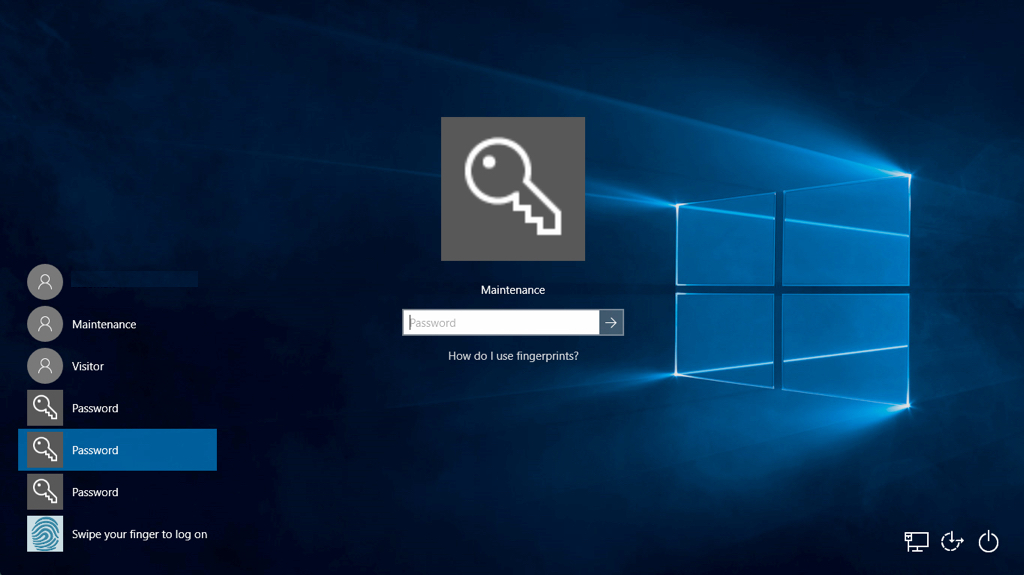 Maintenance
Password
How do I use fingerprints?
Maintenance
Visitor
Password
Password
Password
Swipe your finger to log on